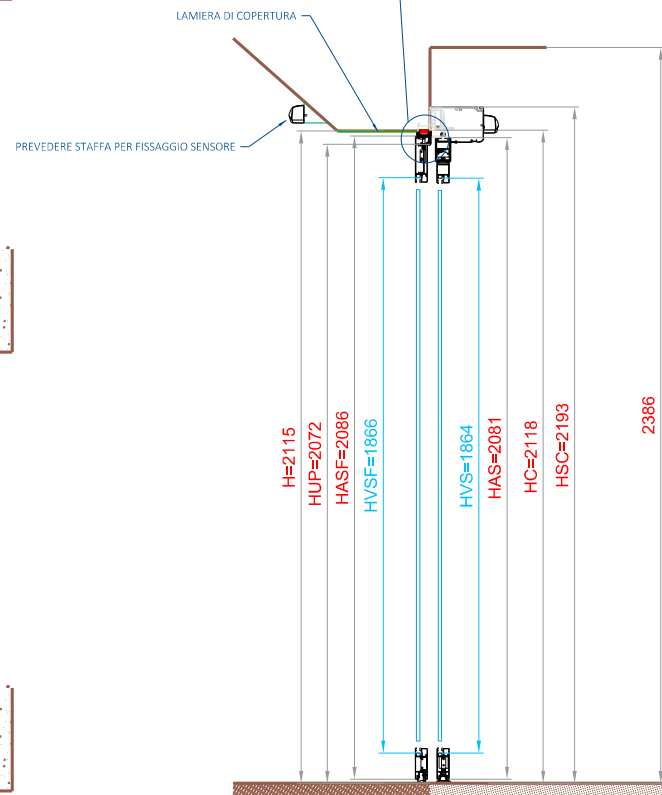 LAMIERA DI COPERTURA
PREVEDERE STAFFA PER FISSAGGIO SENSORE
H=2115
HUP=2072
HASF=2086
HVSF=1866
HVS=1864
HAS=2081
HC=2118
HSC=2193
2386